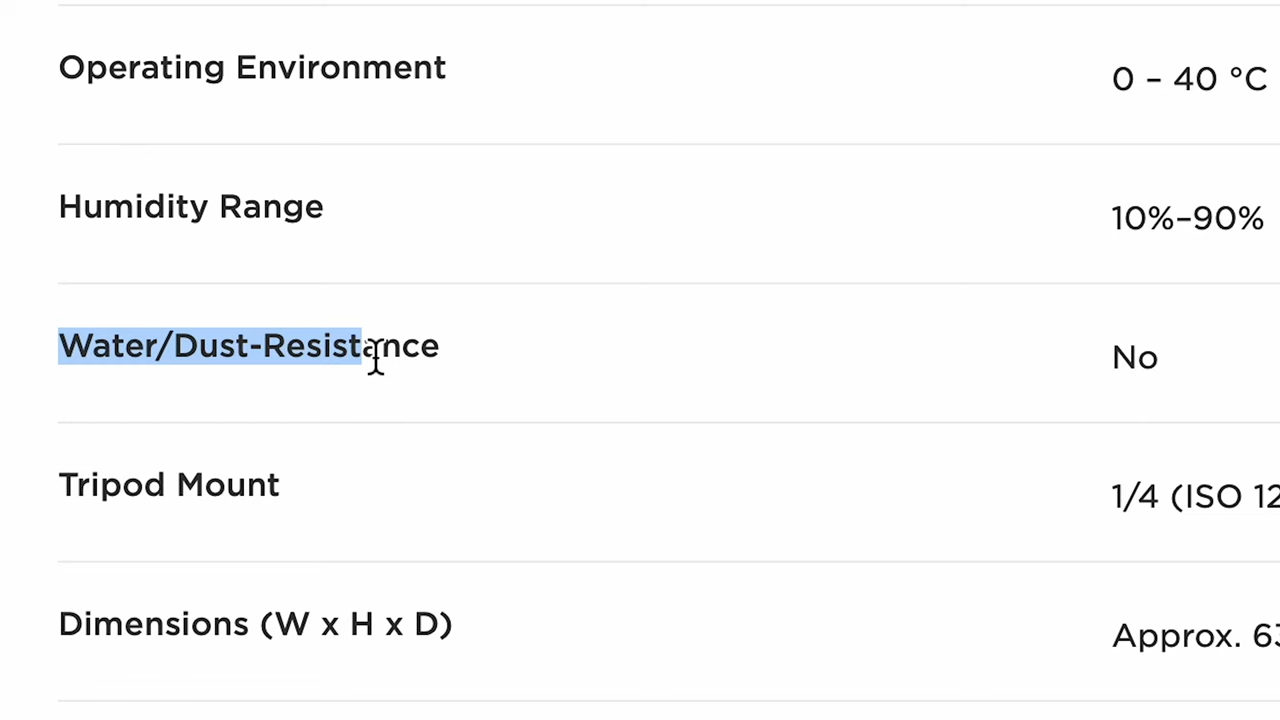 Operating Environment
0 – 40 °C
Humidity Range
10%–90%
Water/Dust-Resistance
No
Tripod Mount
1/4 (ISO 12
Dimensions (W x H x D)
Approx. 63